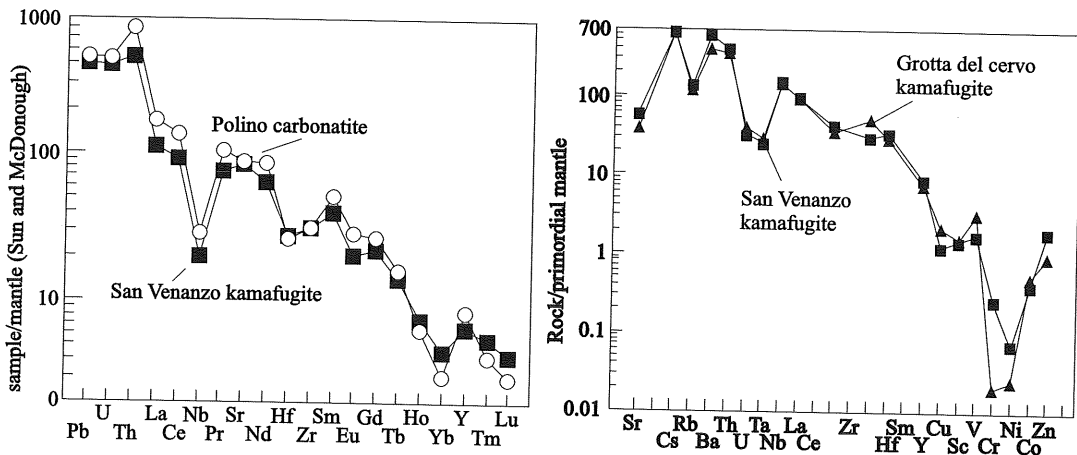 sample/mantle (Sun and McDonough)
1000
100
10
0
Polino carbonatite
San Venanzo kamafugite
U La Nb Sr Hf Sm Gd Ho Y Lu
Pb Th Ce Pr Nd Zr Eu Tb Yb Tm
Rock/primordial mantle
700
100
10
1
0.1
0.01
Grotta del cervo
kamafugite
San Venanzo
kamafugite
Sr Rb Th Ta La Zr Sm Cu V Ni Zn
Cs Ba U Nb Ce Hf Y Sc Cr Co